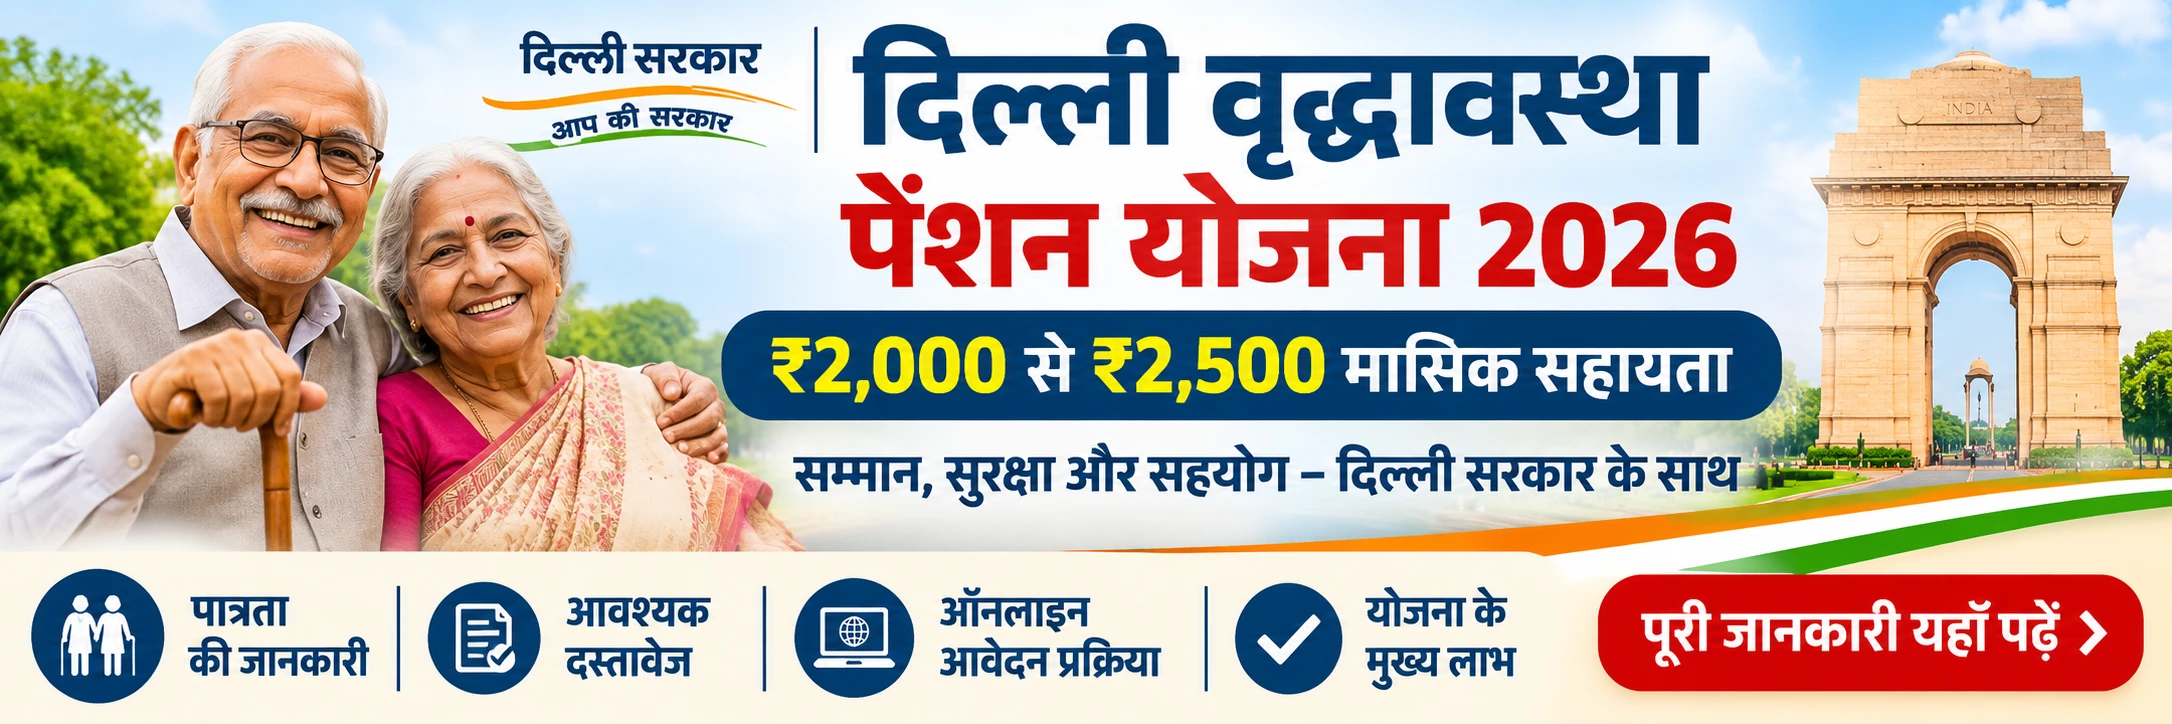 दिल्ली सरकार
आप की सरकार
दिल्ली वृद्धावस्था
पेंशन योजना 2026
₹2,000 से ₹2,500 मासिक सहायता
सम्मान, सुरक्षा और सहयोग – दिल्ली सरकार के साथ
INDIA
पात्रता
की जानकारी
आवश्यक
दस्तावेज
ऑनलाइन
आवेदन प्रक्रिया
योजना के
मुख्य लाभ
पूरी जानकारी यहॉ पढ़ें